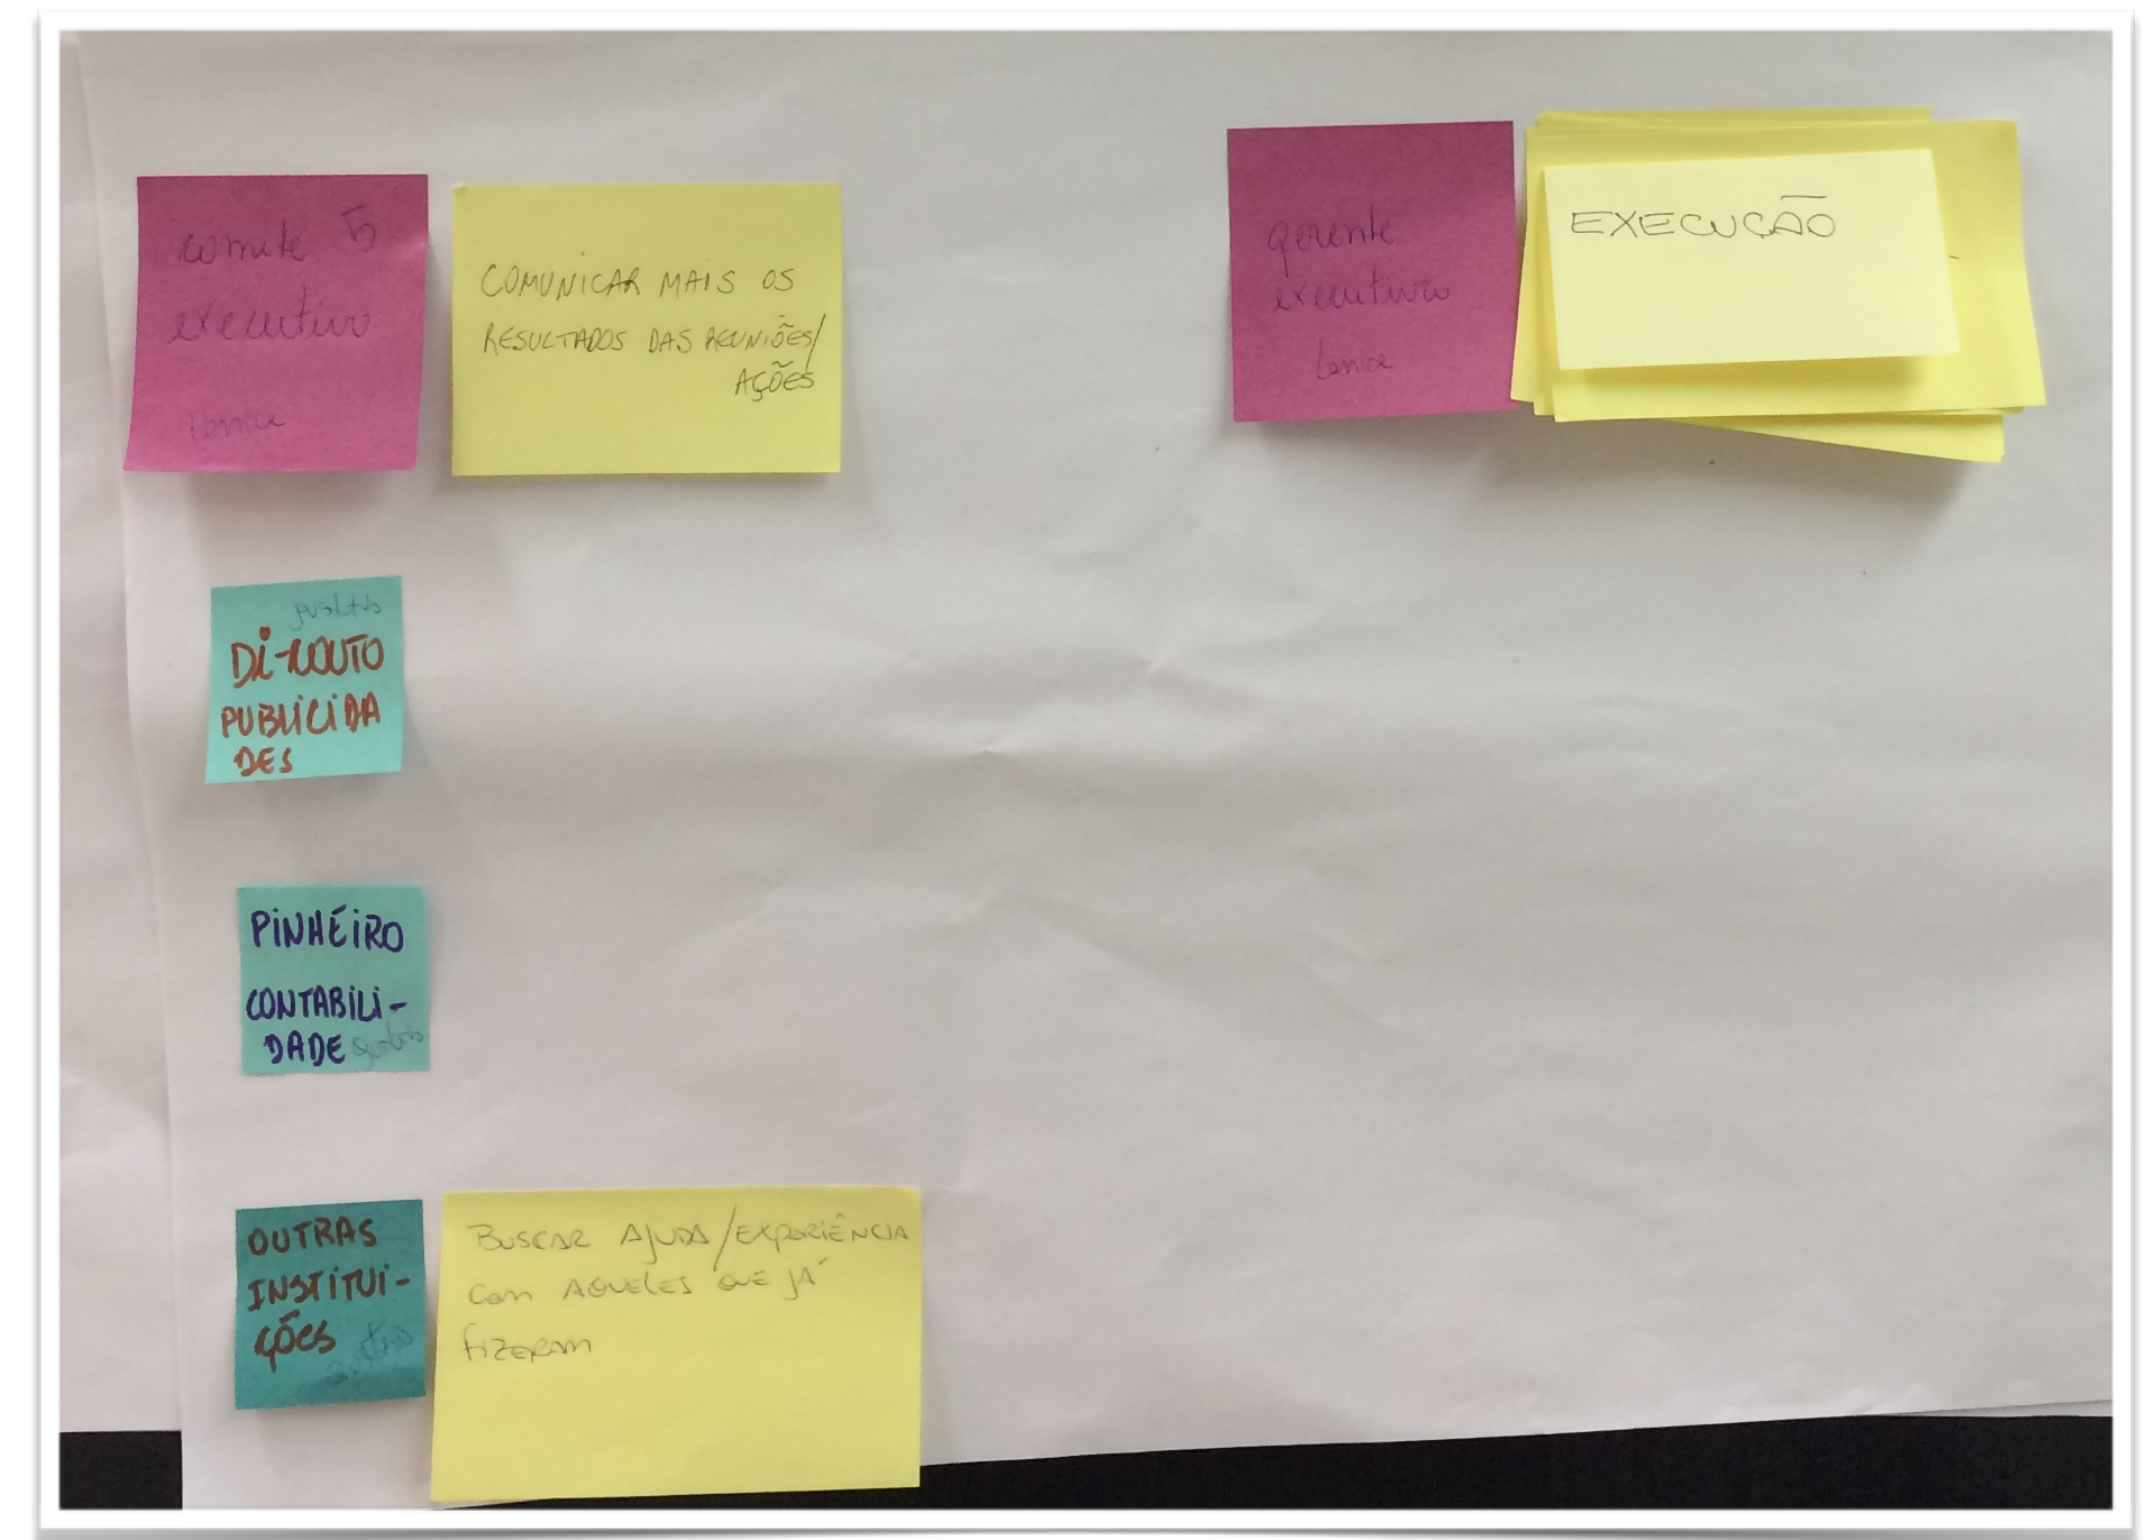 comite 5
executivo
COMUNICAR MAIS OS
RESULTADOS DAS REUNIÕES/
AÇÕES
gerente
executivo
EXECUÇÃO
Di-COUTO
PUBLICIDA
DES
PINHEIRO
CONTABILI-
DADE
OUTRAS
INSTITUI-
ÇÕES
BUSCAR AJUDA/EXPERIÊNCIA
COM AQUELES QUE JÁ
FIZERAM